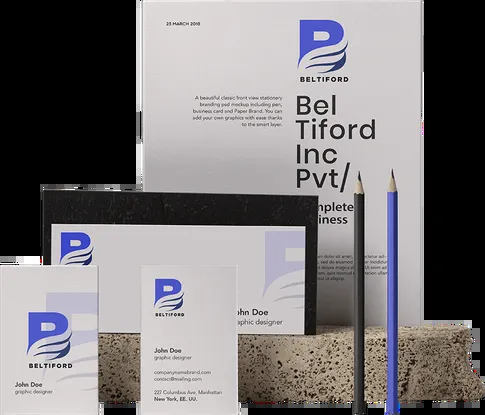 25 MARCH 2018
BELTIFORD
A beautiful classic front view stationery
branding psd mockup including pen,
business card and Paper Brand. You can
add your own graphics with ease thanks
to the smart layer.
Bel
Tiford
Inc
Pvt/
mplete
iness
BELTIFORD
John Doe
graphic designer
BELTIFORD
John Doe
graphic designer
companynamebrand.com
contact@mailing.com
227 Columbus Ave, Manhattan
New York, EE. UU.
ohn Doe
graphic designer